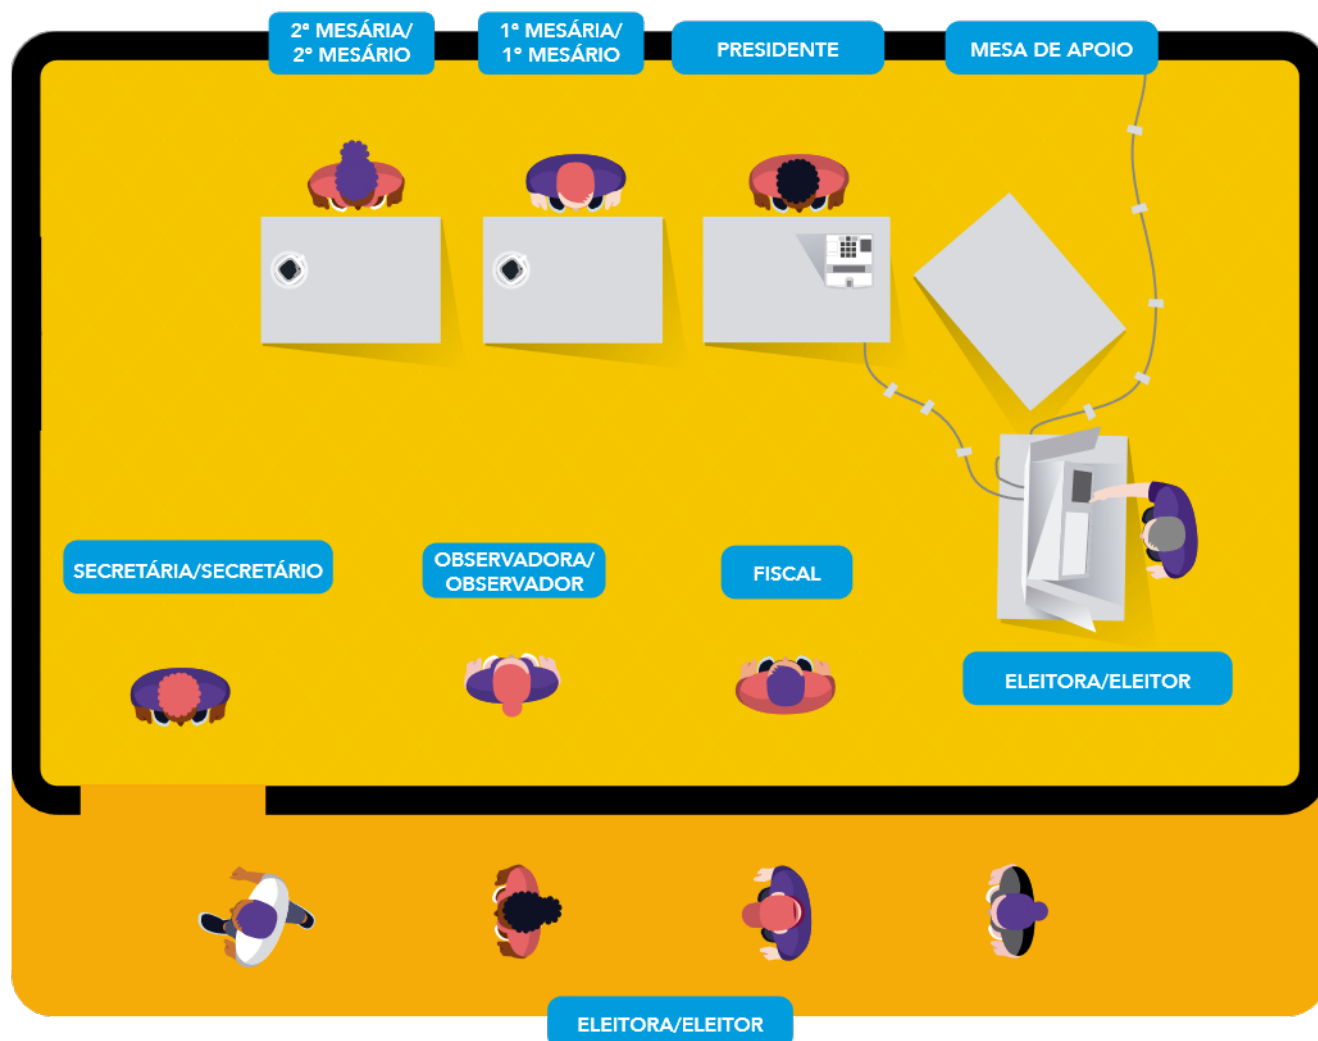 2ª MESÁRIA/
2º MESÁRIO
1ª MESÁRIA/
1º MESÁRIO
PRESIDENTE
MESA DE APOIO
SECRETÁRIA/SECRETÁRIO
OBSERVADORA/
OBSERVADOR
FISCAL
ELEITORA/ELEITOR
ELEITORA/ELEITOR